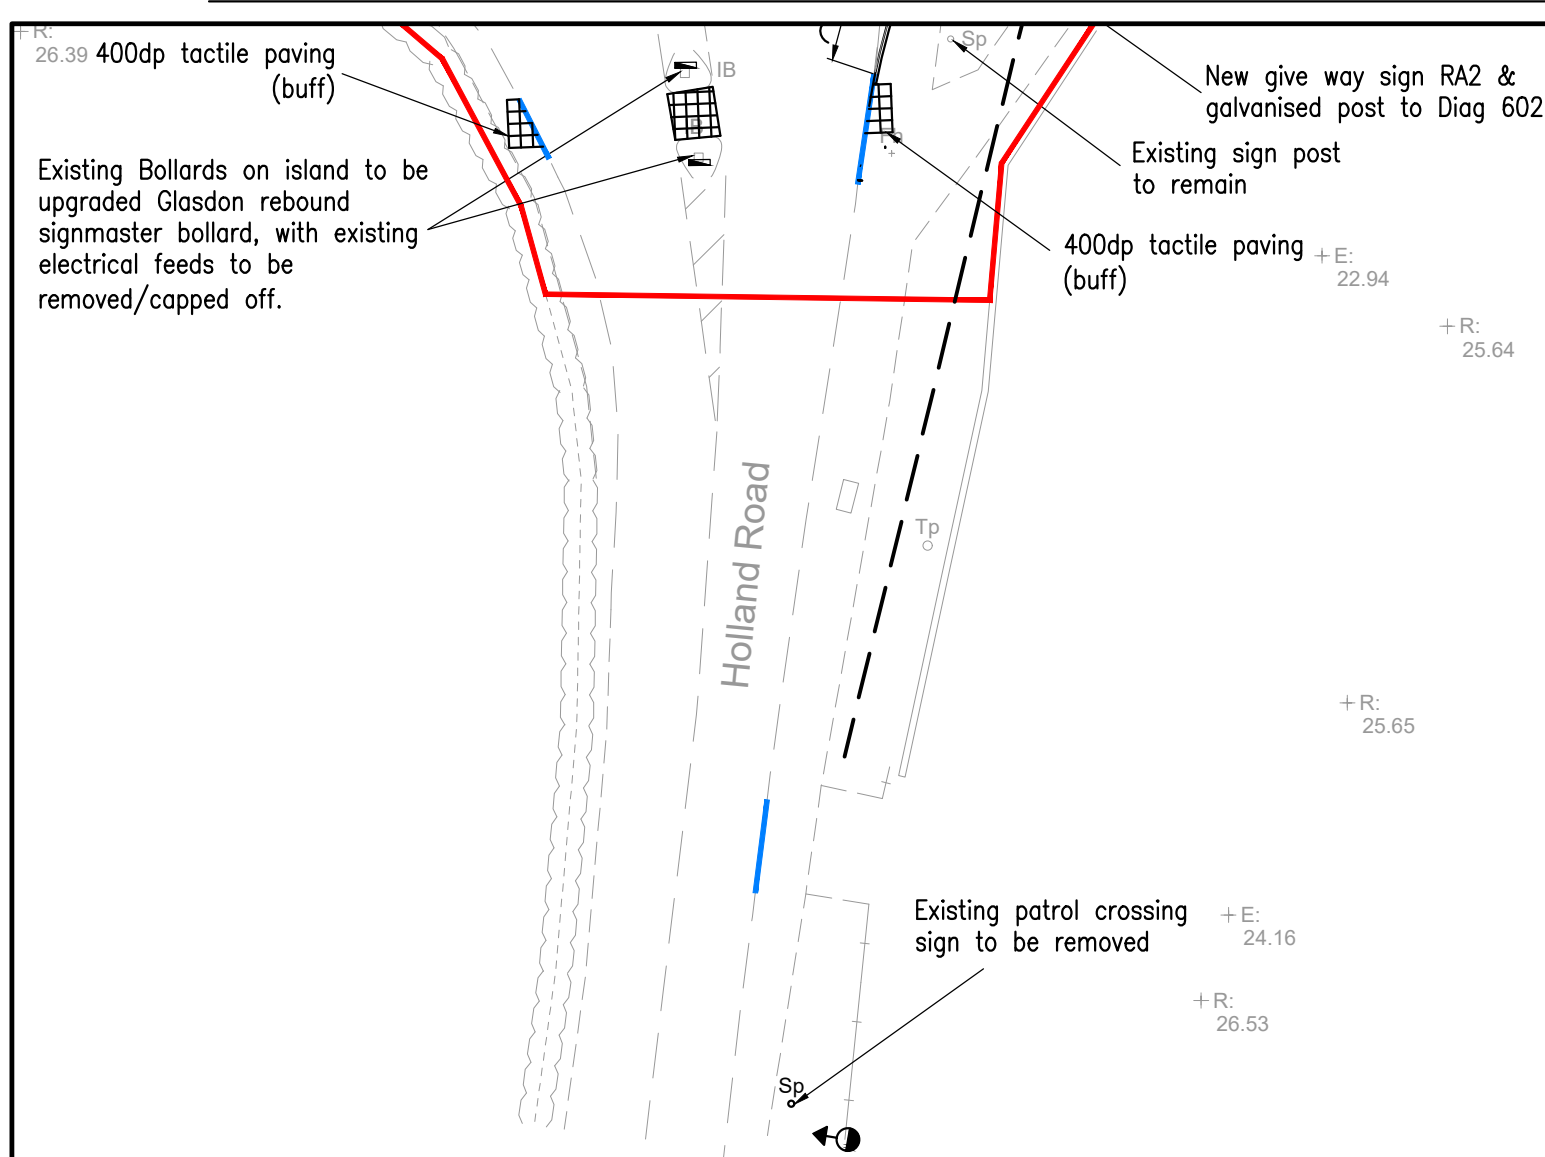 R:
26.39
400dp tactile paving
(buff)
IB
Sp
New give way sign RA2 &
galvanised post to Diag 602
Existing sign post
to remain
Existing Bollards on island to be
upgraded Glasdon rebound
signmaster bollard, with existing
electrical feeds to be
removed/capped off.
400dp tactile paving
(buff)
E:
22.94
R:
25.64
Holland Road
Tp
R:
25.65
Existing patrol crossing
sign to be removed
E:
24.16
R:
26.53
Sp